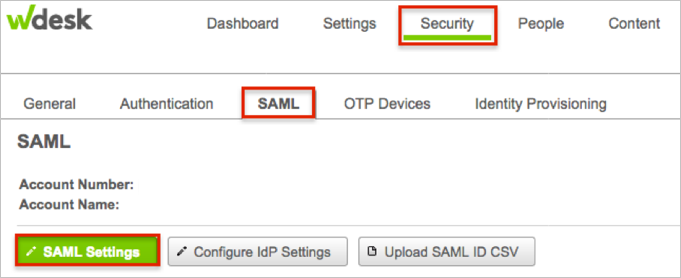 wdesk Dashboard Settings Security People Content
General Authentication SAML OTP Devices Identity Provisioning
SAML
Account Number:
Account Name:
SAML Settings Configure IdP Settings Upload SAML ID CSV